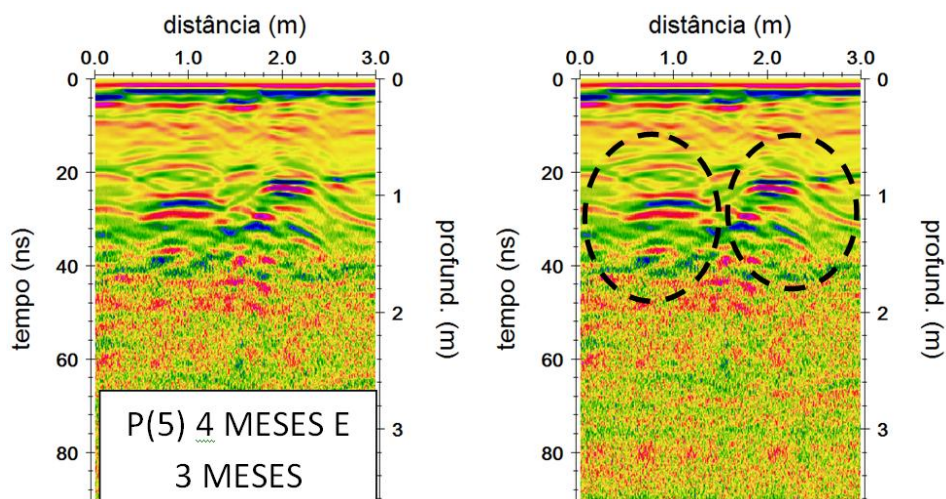 distância (m)
0.0 1.0 2.0 3.0
0
20
40
60
80
tempo (ns)
0
1
2
3
profund. (m)
P(5) 4 MESES E
3 MESES
distância (m)
0.0 1.0 2.0 3.0
0
20
40
60
80
tempo (ns)
0
1
2
3
profund. (m)